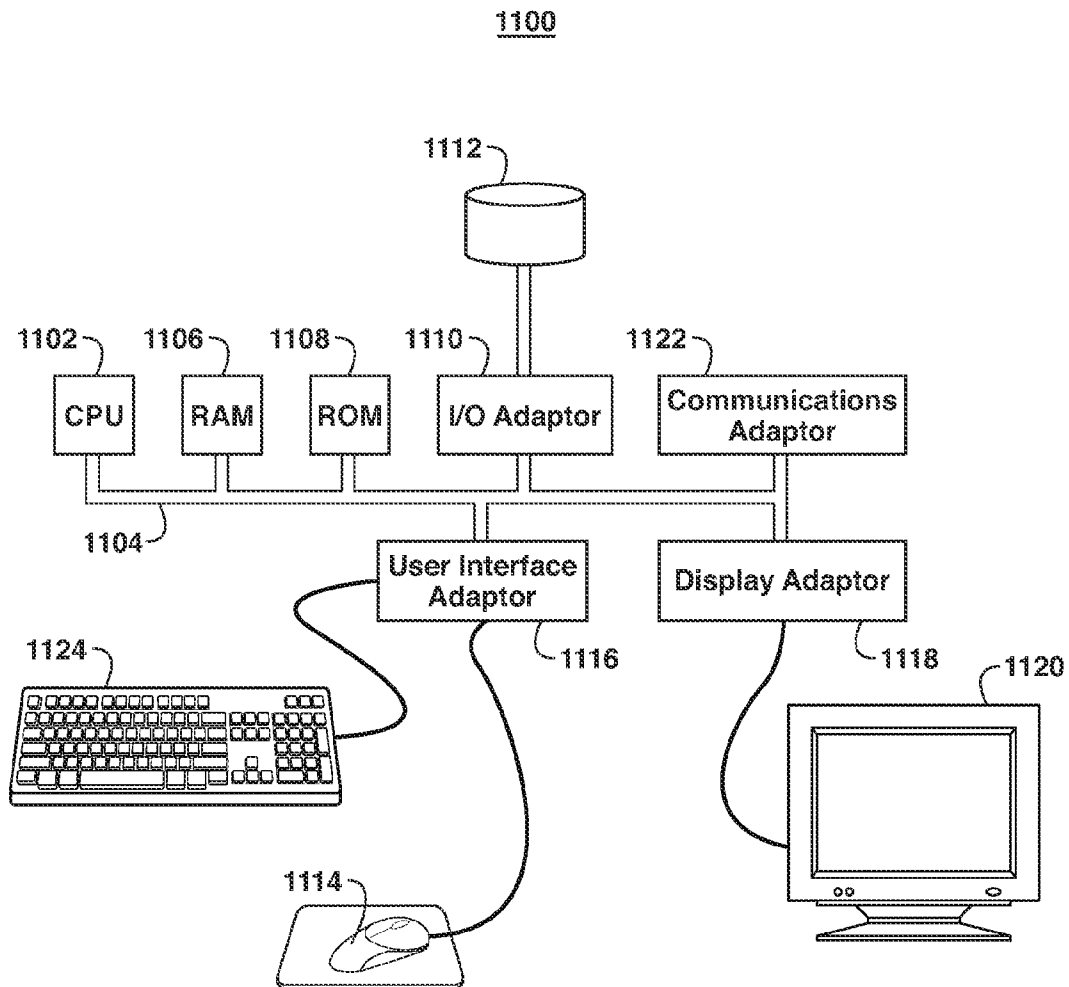 1100
1112
1102
1106
1108
1110
1122
CPU
RAM
ROM
I/O Adaptor
Communications
Adaptor
1104
User Interface
Adaptor
Display Adaptor
1116
1118
1124
1120
1114